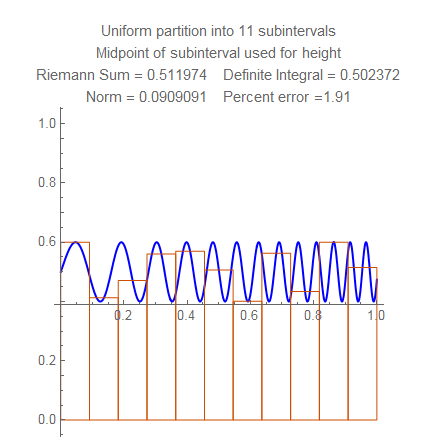 Uniform partition into 11 subintervals
Midpoint of subinterval used for height
Riemann Sum = 0.511974 Definite Integral = 0.502372
Norm = 0.0909091 Percent error =1.91
1.0
0.8
0.6
0.2 0.4 0.6 0.8 1.0
0.2
0.0